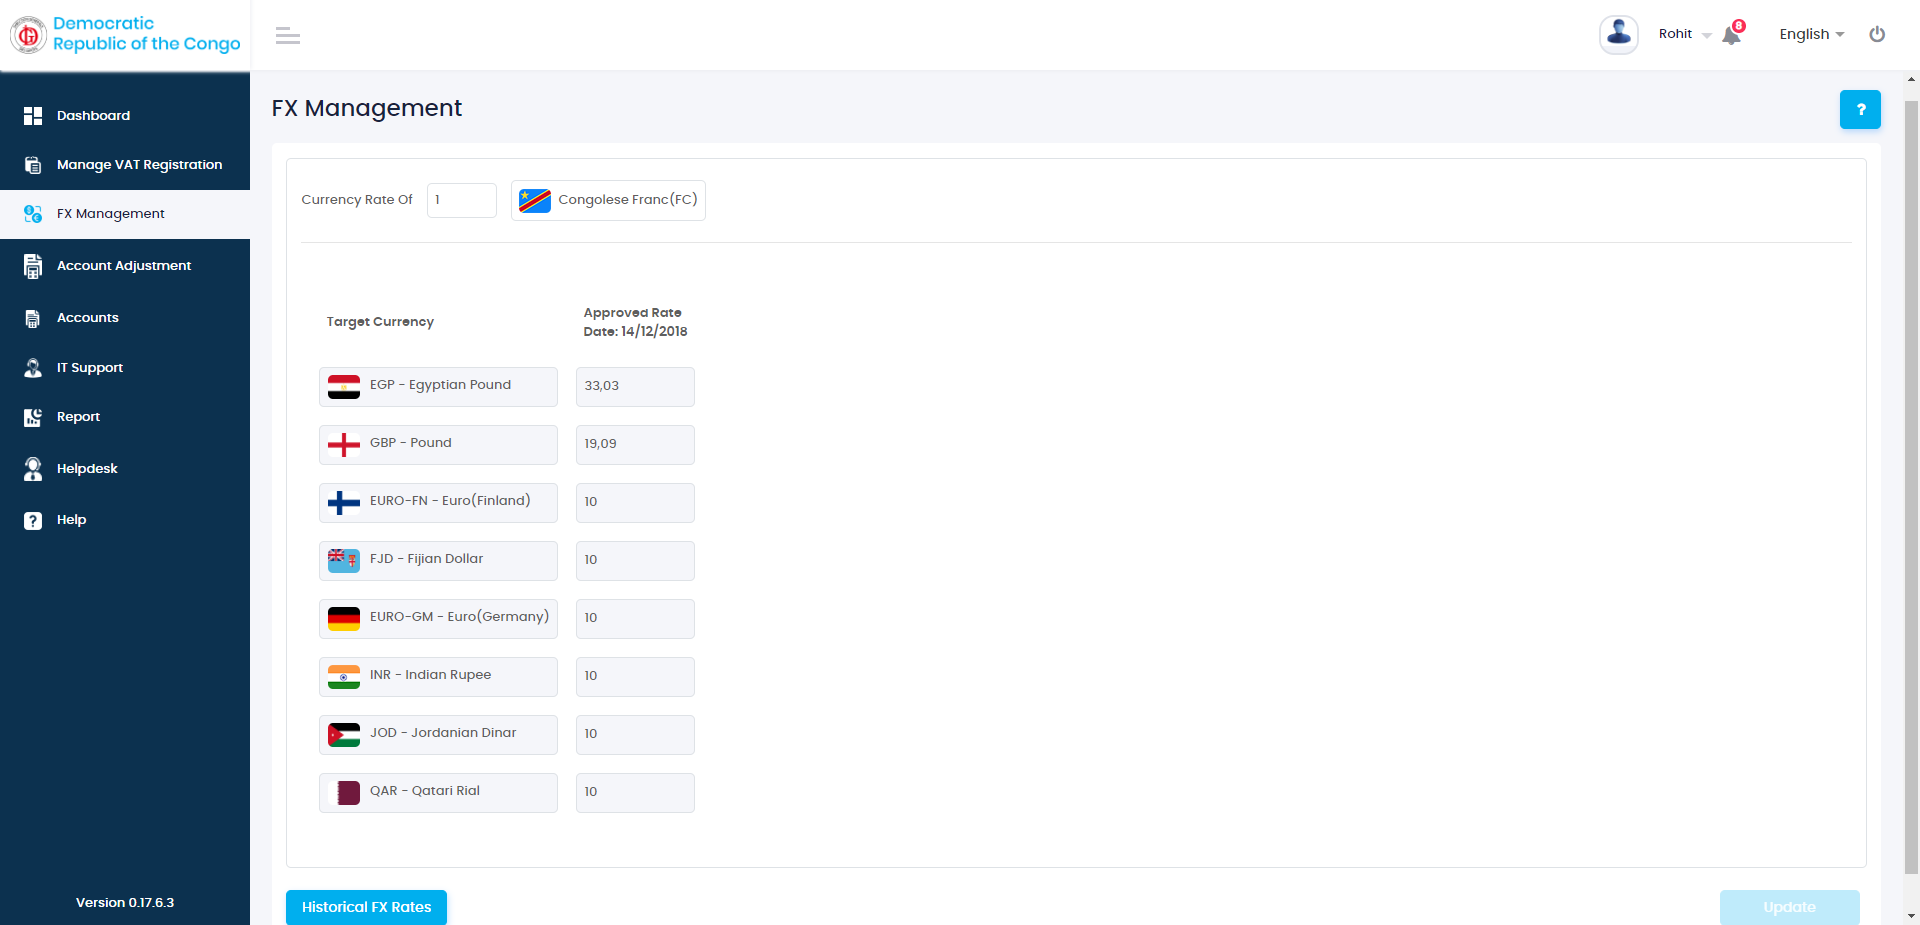 Democratic
Republic of the Congo
Rohit
8
English
Dashboard
Manage VAT Registration
FX Management
Account Adjustment
Accounts
IT Support
Report
Helpdesk
? Help
Version 0.17.6.3
FX Management
?
Currency Rate Of
1
Congolese Franc(FC)
Target Currency
Approved Rate
Date: 14/12/2018
EGP - Egyptian Pound
33,03
GBP - Pound
19,09
EURO-FN - Euro(Finland)
10
FJD - Fijian Dollar
10
EURO-GM - Euro(Germany)
10
INR - Indian Rupee
10
JOD - Jordanian Dinar
10
QAR - Qatari Rial
10
Historical FX Rates
Update